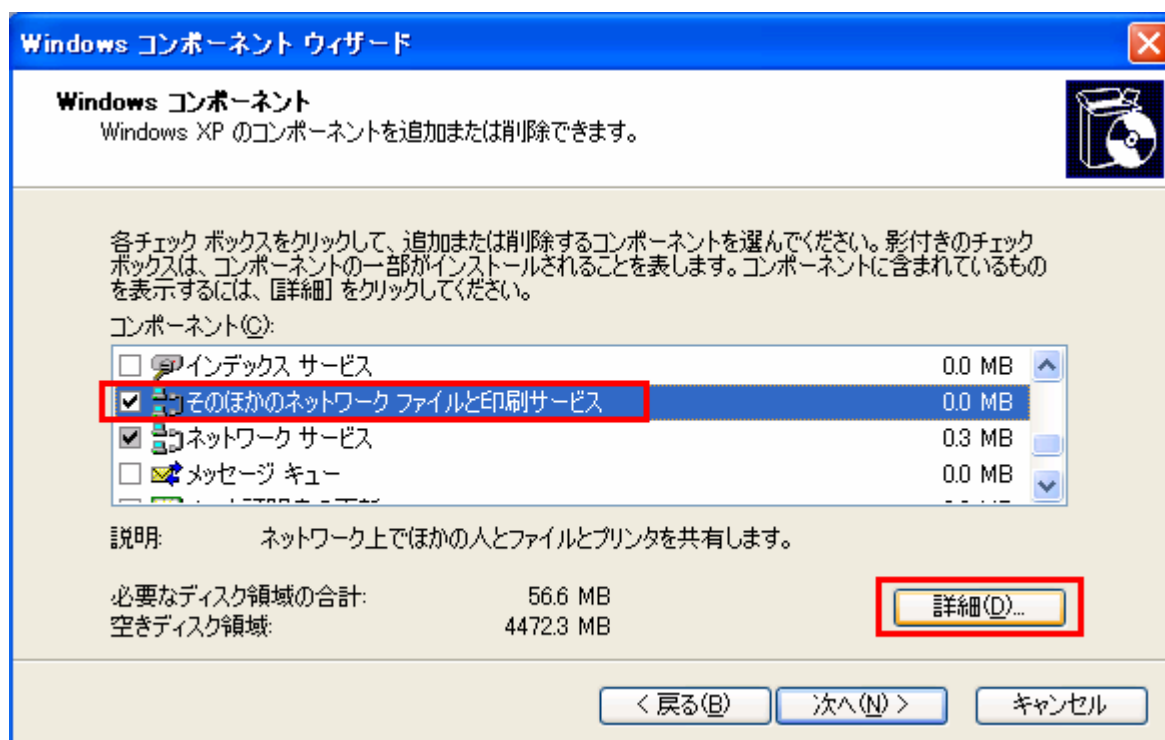 Windows コンポーネント ウィザード
Windows コンポーネント
Windows XP のコンポーネントを追加または削除できます。
各チェック ボックスをクリックして、追加または削除するコンポーネントを選んでください。影付きのチェック
ボックスは、コンポーネントの一部がインストールされることを表します。コンポーネントに含まれているもの
を表示するには、[詳細] をクリックしてください。
コンポーネント(C):
インデックス サービス 0.0 MB
そのほかのネットワーク ファイルと印刷サービス 0.0 MB
ネットワーク サービス 0.3 MB
メッセージ キュー 0.0 MB
説明: ネットワーク上でほかの人とファイルとプリンタを共有します。
必要なディスク領域の合計: 56.6 MB
空きディスク領域: 4472.3 MB
詳細(D)...
< 戻る(B) 次へ(N) > キャンセル